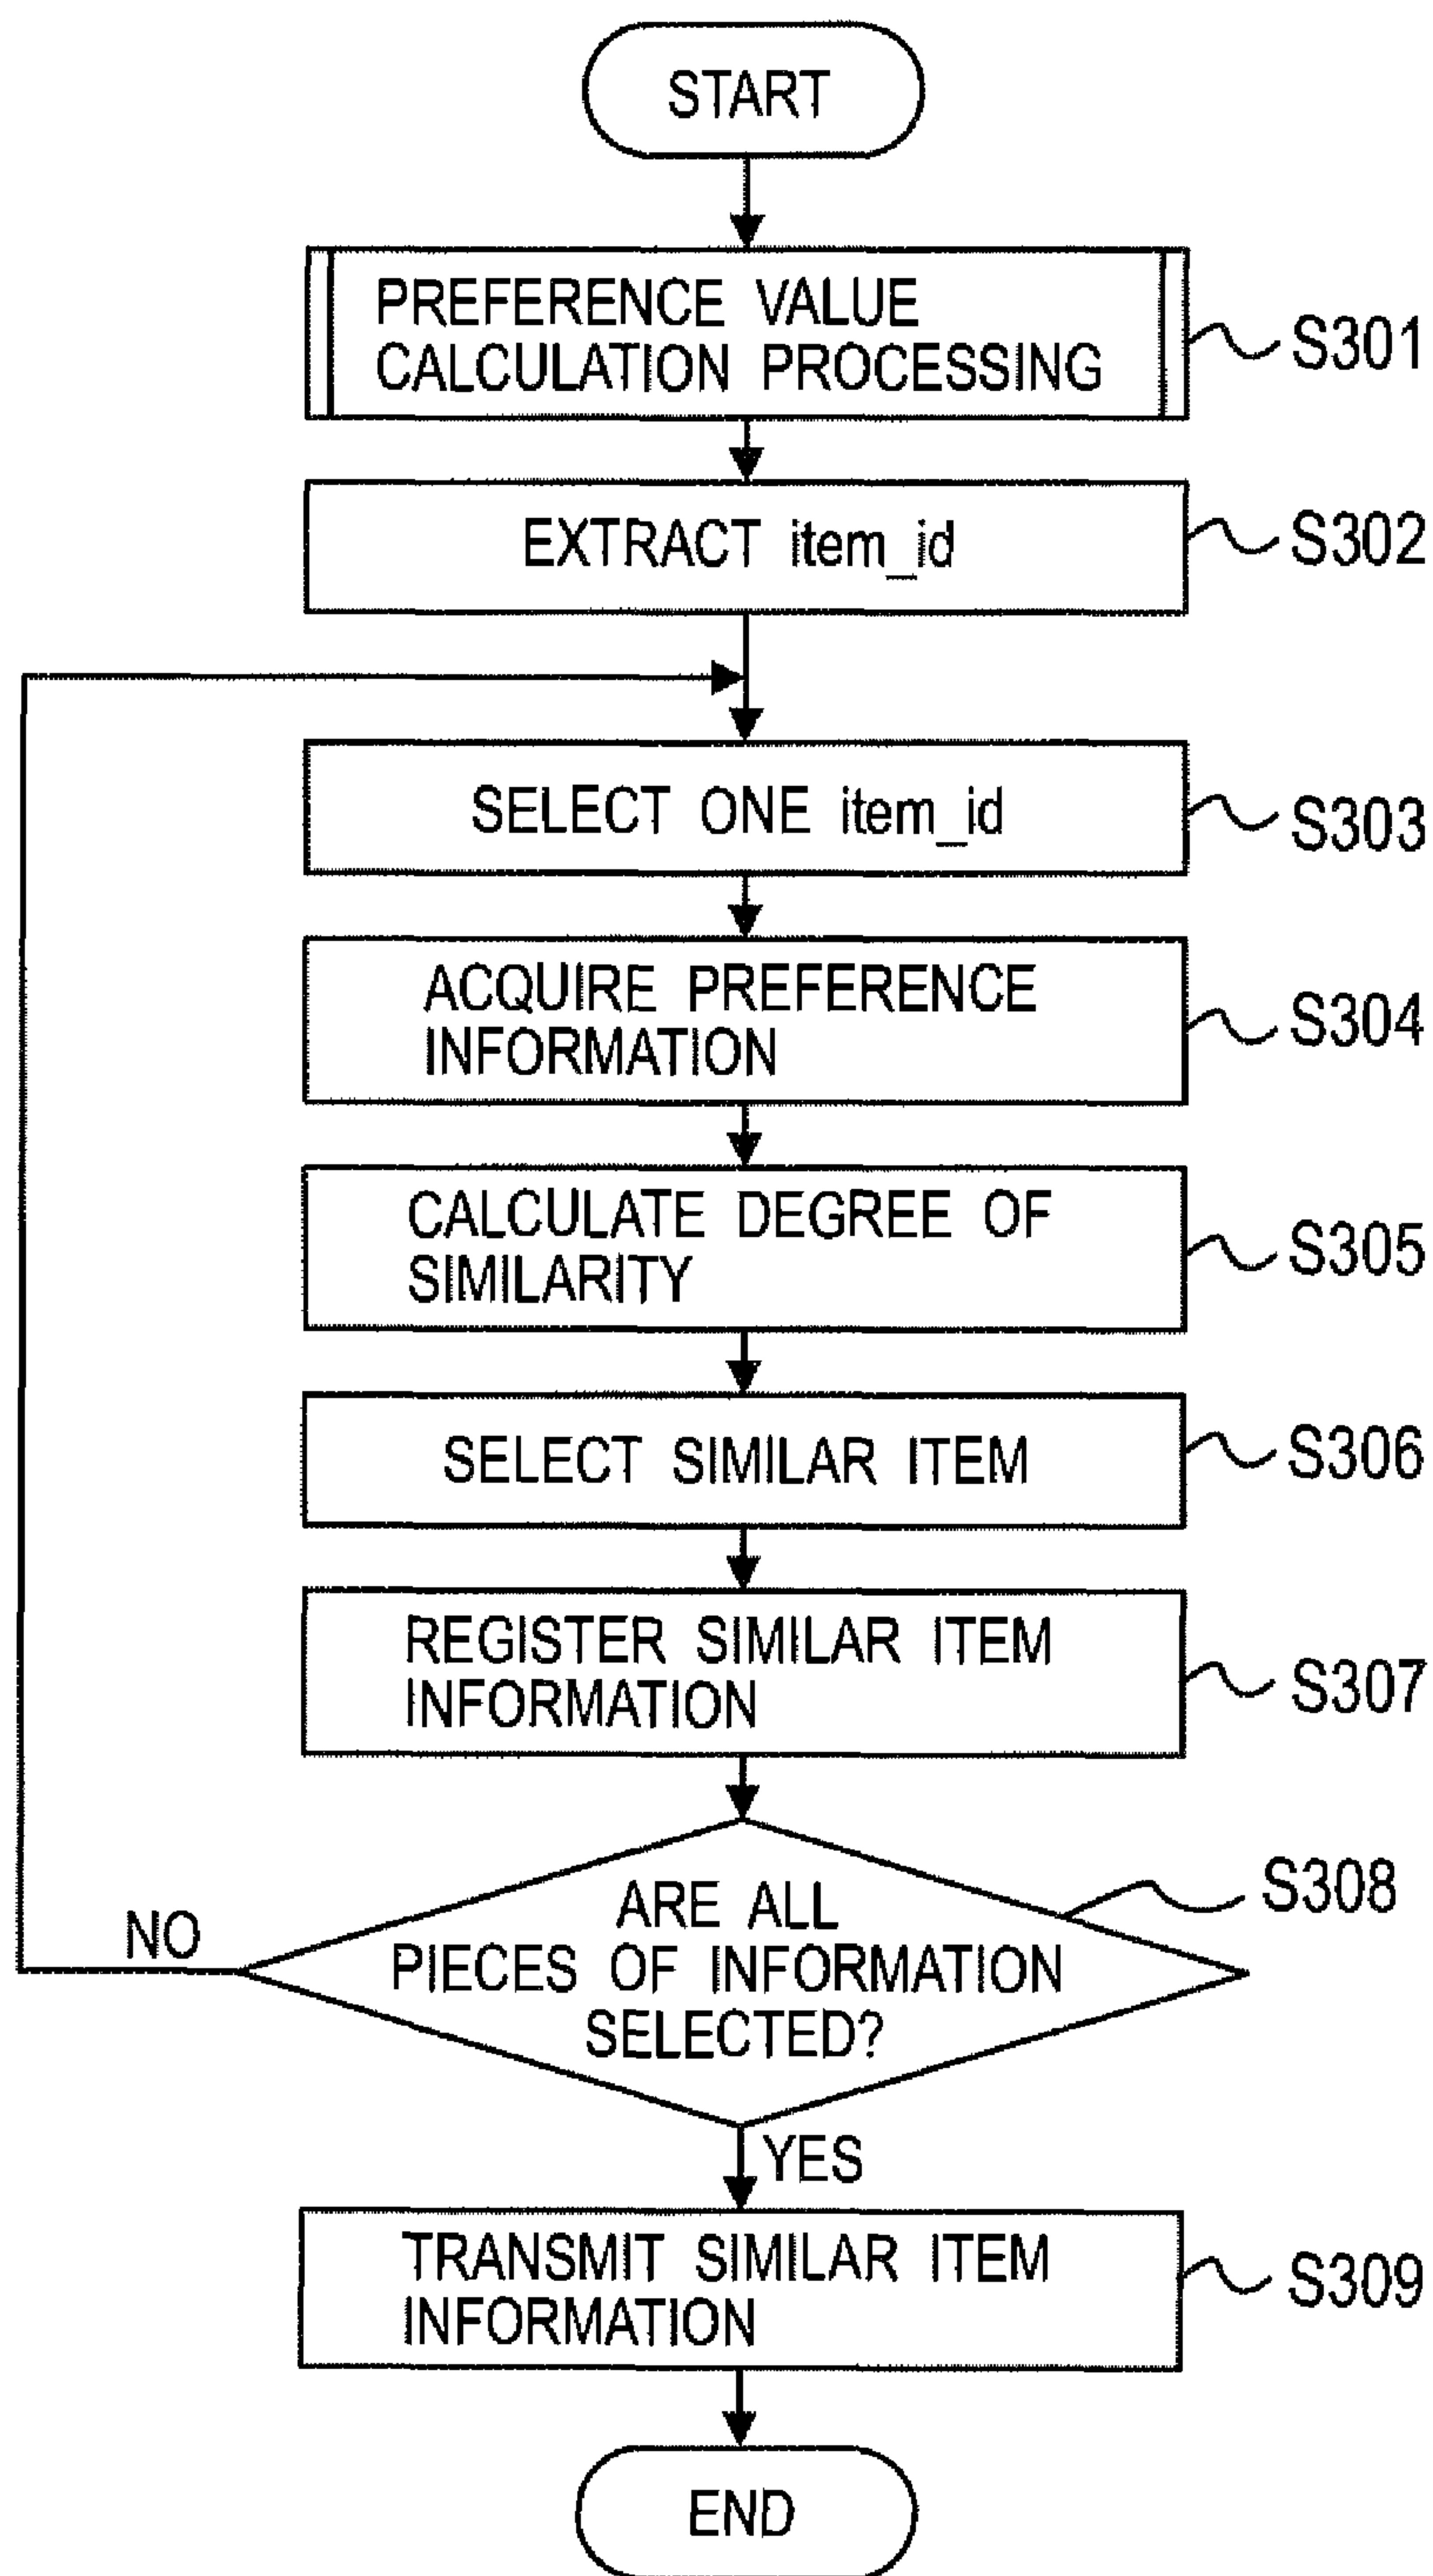 START
PREFERENCE VALUE
CALCULATION PROCESSING
S301
EXTRACT item_id
S302
SELECT ONE item_id
S303
ACQUIRE PREFERENCE
INFORMATION
S304
CALCULATE DEGREE OF
SIMILARITY
S305
SELECT SIMILAR ITEM
S306
REGISTER SIMILAR ITEM
INFORMATION
S307
ARE ALL
PIECES OF INFORMATION
SELECTED?
S308
NO
YES
TRANSMIT SIMILAR ITEM
INFORMATION
S309
END